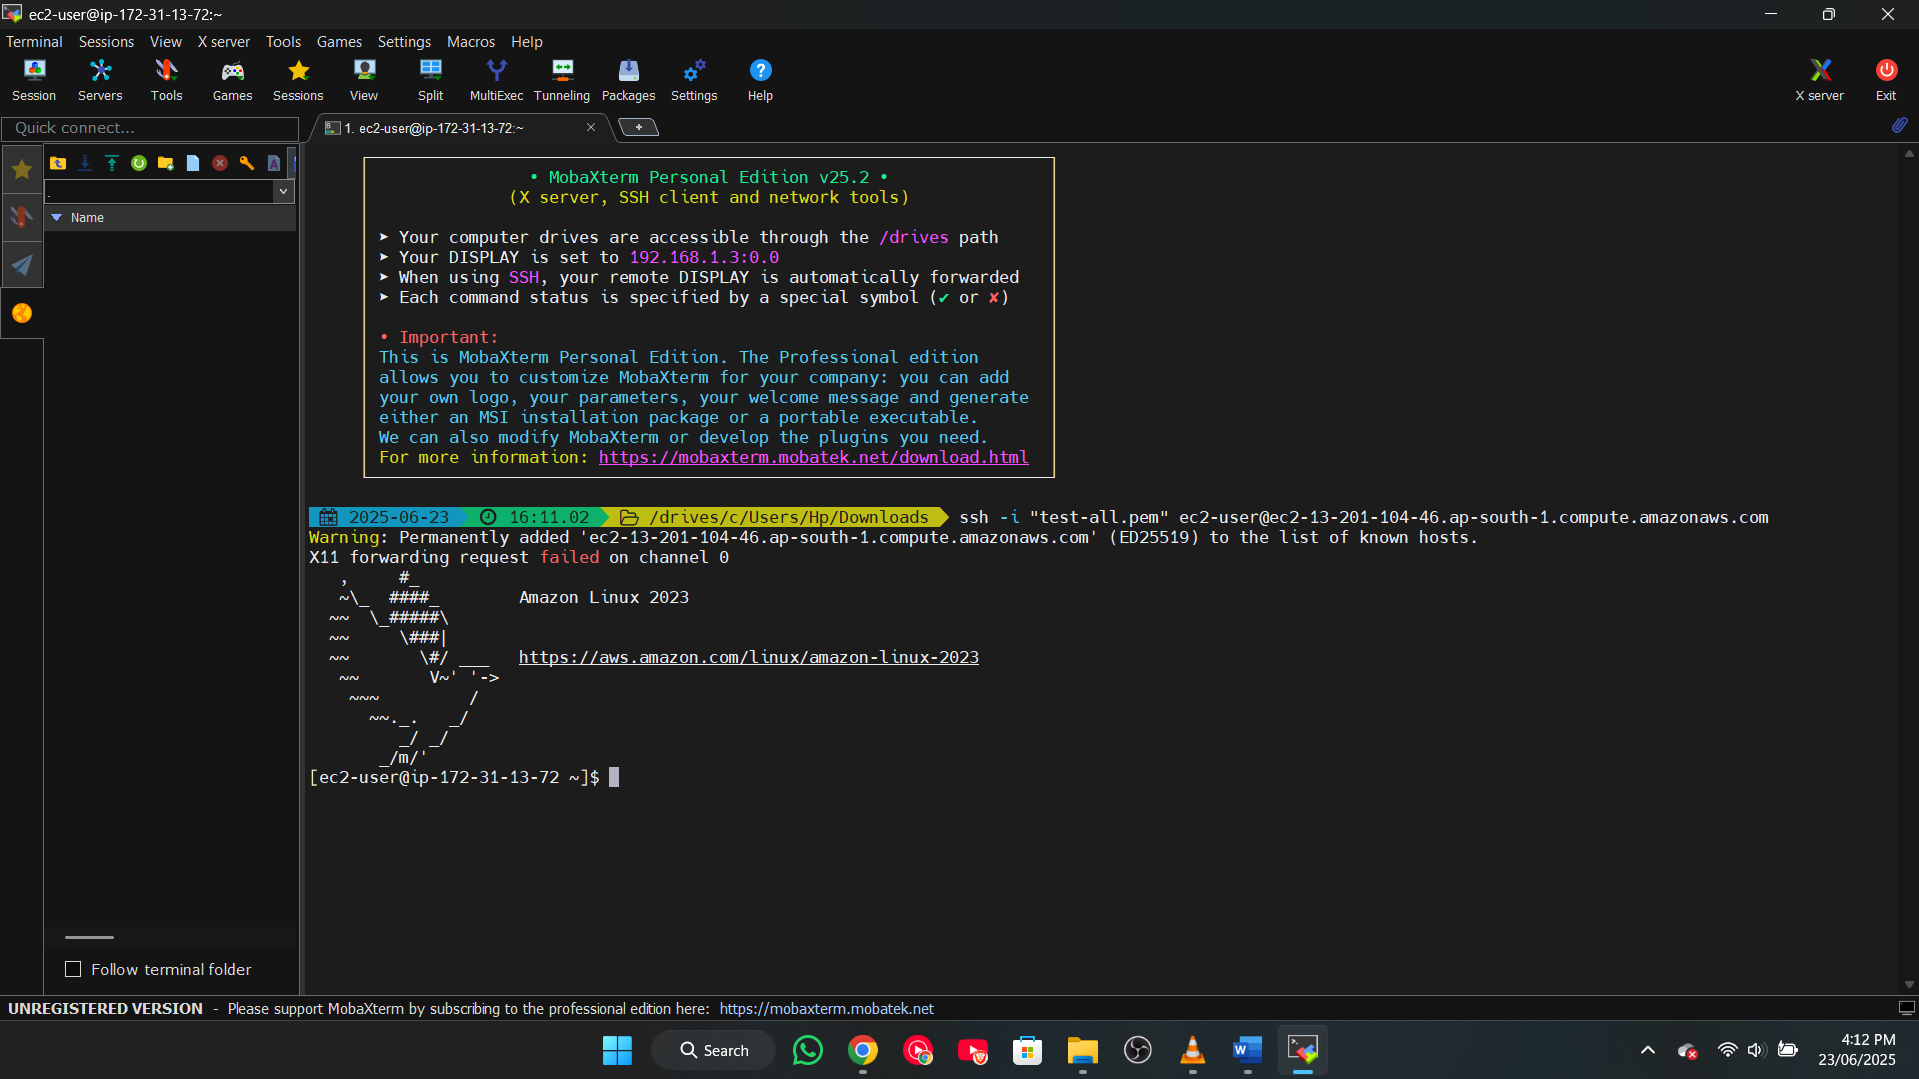 ec2-user@ip-172-31-13-72:~
Terminal Sessions View X server Tools Games Settings Macros Help
Session Servers Tools Games Sessions View Split MultiExec Tunneling Packages Settings Help X server Exit
Quick connect...
1. ec2-user@ip-172-31-13-72:~
.
Name
• MobaXterm Personal Edition v25.2 •
(X server, SSH client and network tools)
➤ Your computer drives are accessible through the /drives path
➤ Your DISPLAY is set to 192.168.1.3:0.0
➤ When using SSH, your remote DISPLAY is automatically forwarded
➤ Each command status is specified by a special symbol (✔ or ✘)
• Important:
This is MobaXterm Personal Edition. The Professional edition
allows you to customize MobaXterm for your company: you can add
your own logo, your parameters, your welcome message and generate
either an MSI installation package or a portable executable.
We can also modify MobaXterm or develop the plugins you need.
For more information: https://mobaxterm.mobatek.net/download.html
2025-06-23 16:11.02 /drives/c/Users/Hp/Downloads ssh -i "test-all.pem" ec2-user@ec2-13-201-104-46.ap-south-1.compute.amazonaws.com
Warning: Permanently added 'ec2-13-201-104-46.ap-south-1.compute.amazonaws.com' (ED25519) to the list of known hosts.
X11 forwarding request failed on channel 0
   ,     #_
   ~\_  ####_        Amazon Linux 2023
  ~~  \_#####\
  ~~     \###|
  ~~       \#/ ___   https://aws.amazon.com/linux/amazon-linux-2023
   ~~       V~' '->
    ~~~         /
      ~~._.   _/
         _/ _/
       _/m/'
[ec2-user@ip-172-31-13-72 ~]$
Follow terminal folder
UNREGISTERED VERSION - Please support MobaXterm by subscribing to the professional edition here: https://mobaxterm.mobatek.net
Search
4:12 PM
23/06/2025